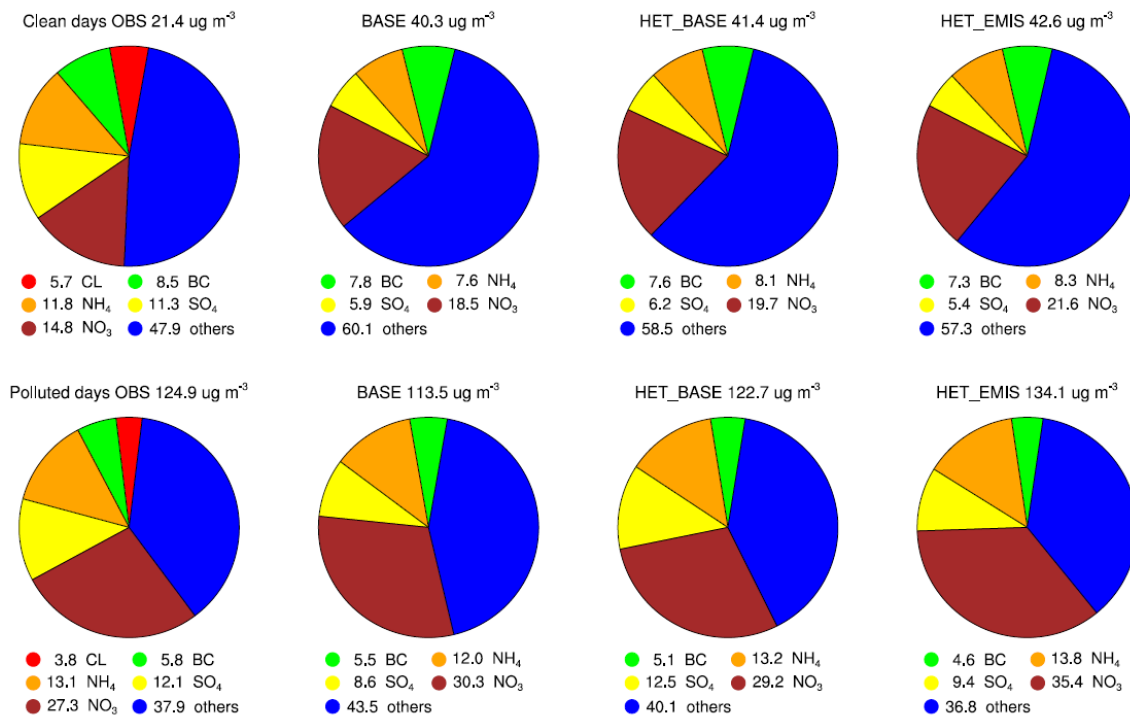 Clean days OBS 21.4 ug m⁻³
BASE 40.3 ug m⁻³
HET_BASE 41.4 ug m⁻³
HET_EMIS 42.6 ug m⁻³
5.7 CL 8.5 BC
11.8 NH₄ 11.3 SO₄
14.8 NO₃ 47.9 others
7.8 BC 7.6 NH₄
5.9 SO₄ 18.5 NO₃
60.1 others
7.6 BC 8.1 NH₄
6.2 SO₄ 19.7 NO₃
58.5 others
7.3 BC 8.3 NH₄
5.4 SO₄ 21.6 NO₃
57.3 others
Polluted days OBS 124.9 ug m⁻³
BASE 113.5 ug m⁻³
HET_BASE 122.7 ug m⁻³
HET_EMIS 134.1 ug m⁻³
3.8 CL 5.8 BC
13.1 NH₄ 12.1 SO₄
27.3 NO₃ 37.9 others
5.5 BC 12.0 NH₄
8.6 SO₄ 30.3 NO₃
43.5 others
5.1 BC 13.2 NH₄
12.5 SO₄ 29.2 NO₃
40.1 others
4.6 BC 13.8 NH₄
9.4 SO₄ 35.4 NO₃
36.8 others